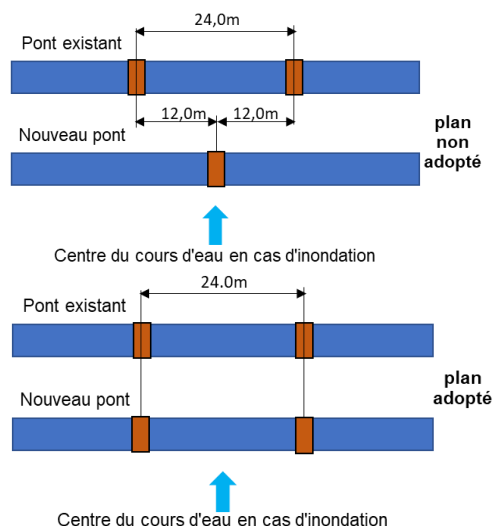 24,0m
Pont existant
12,0m
12,0m
Nouveau pont
plan
non
adopté
Centre du cours d'eau en cas d'inondation
24.0m
Pont existant
Nouveau pont
plan
adopté
Centre du cours d'eau en cas d'inondation